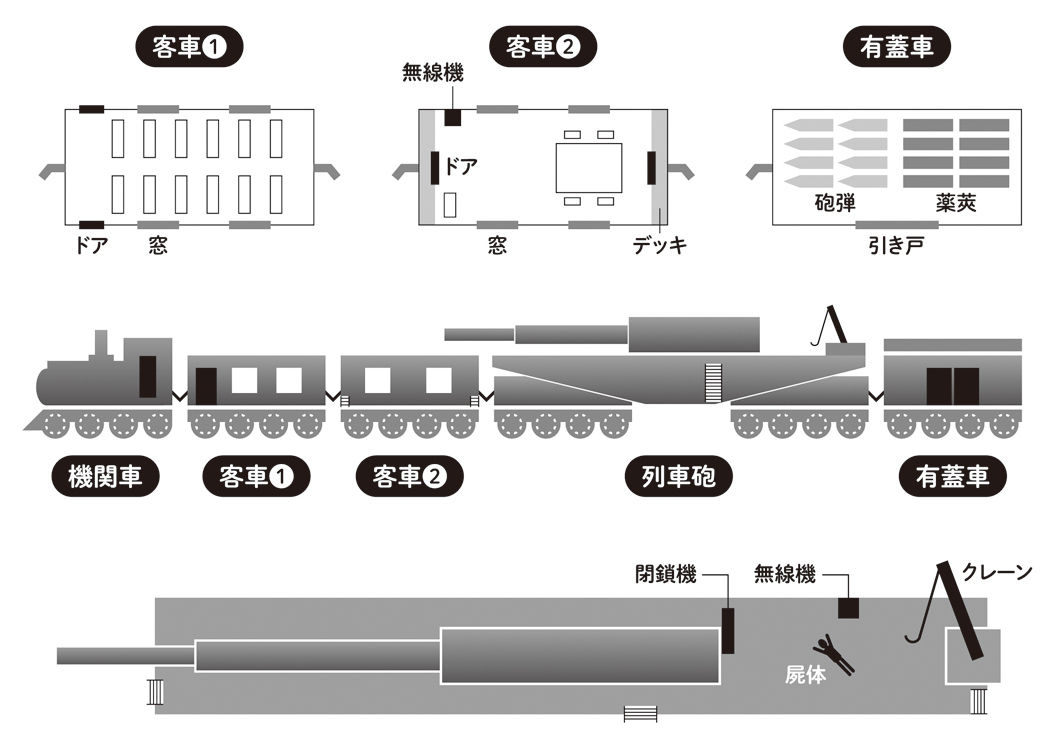 客車❶
客車❷
有蓋車
無線機
ドア
砲弾
薬莢
ドア
窓
窓
デッキ
引き戸
機関車
客車❶
客車❷
列車砲
有蓋車
閉鎖機
無線機
クレーン
屍体